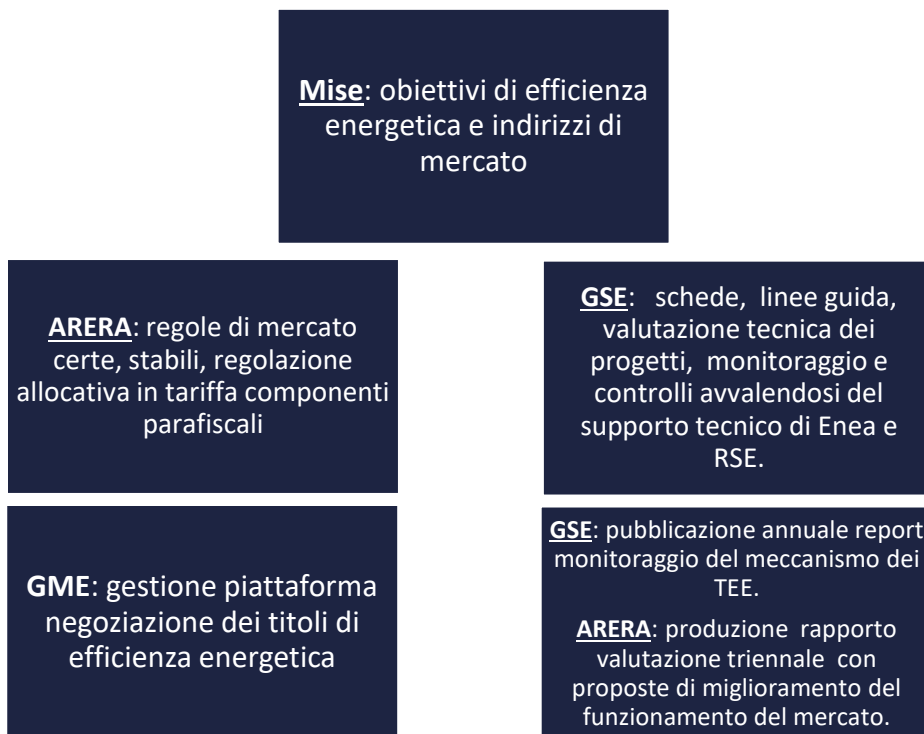 Mise: obiettivi di efficienza
energetica e indirizzi di
mercato
ARERA: regole di mercato
certe, stabili, regolazione
allocativa in tariffa componenti
parafiscali
GSE: schede, linee guida,
valutazione tecnica dei
progetti, monitoraggio e
controlli avvalendosi del
supporto tecnico di Enea e
RSE.
GME: gestione piattaforma
negoziazione dei titoli di
efficienza energetica
GSE: pubblicazione annuale report
monitoraggio del meccanismo dei
TEE.
ARERA: produzione rapporto
valutazione triennale con
proposte di miglioramento del
funzionamento del mercato.